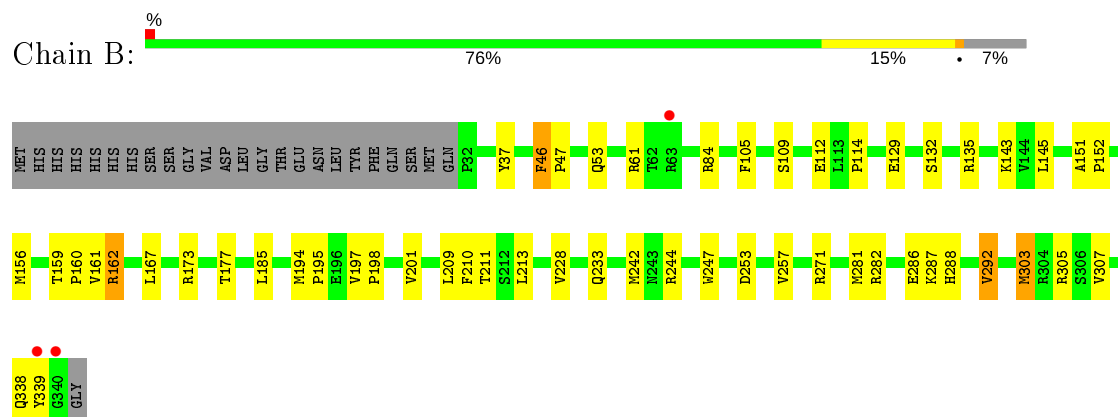 %
Chain B:
76% 15% • 7%
MET HIS HIS HIS HIS HIS HIS SER SER GLY VAL ASP LEU GLY THR GLU ASN LEU TYR PHE GLN SER MET GLN P32 Y37 F46 P47 Q53 R61 T62 R63 R84 F105 S109 E112 L113 P114 E129 S132 R135 K143 V144 L145 A151 P152
M156 T159 P160 V161 R162 L167 R173 T177 L185 M194 P195 E196 V197 P198 V201 L209 F210 T211 S212 L213 V228 Q233 M242 N243 R244 W247 D253 V257 R271 M281 R282 E286 K287 H288 V292 M303 R304 R305 S306 V307
Q338 Y339 G340 GLY